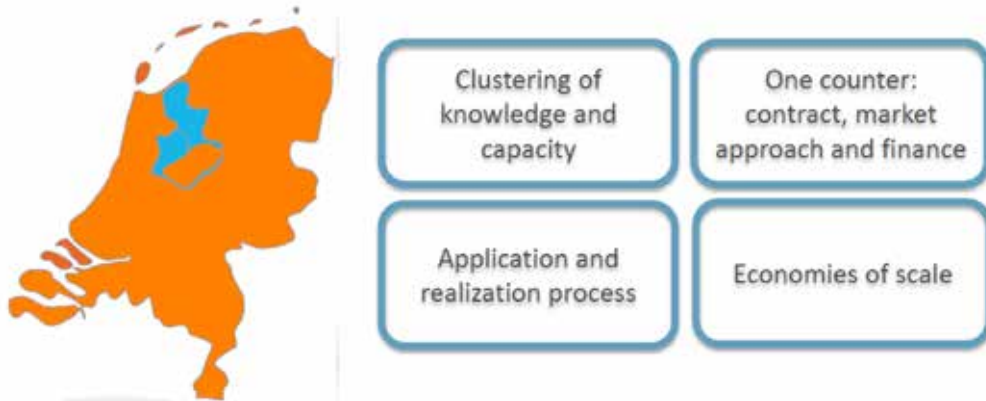 Clustering of
knowledge and
capacity
One counter:
contract, market
approach and finance
Application and
realization process
Economies of scale